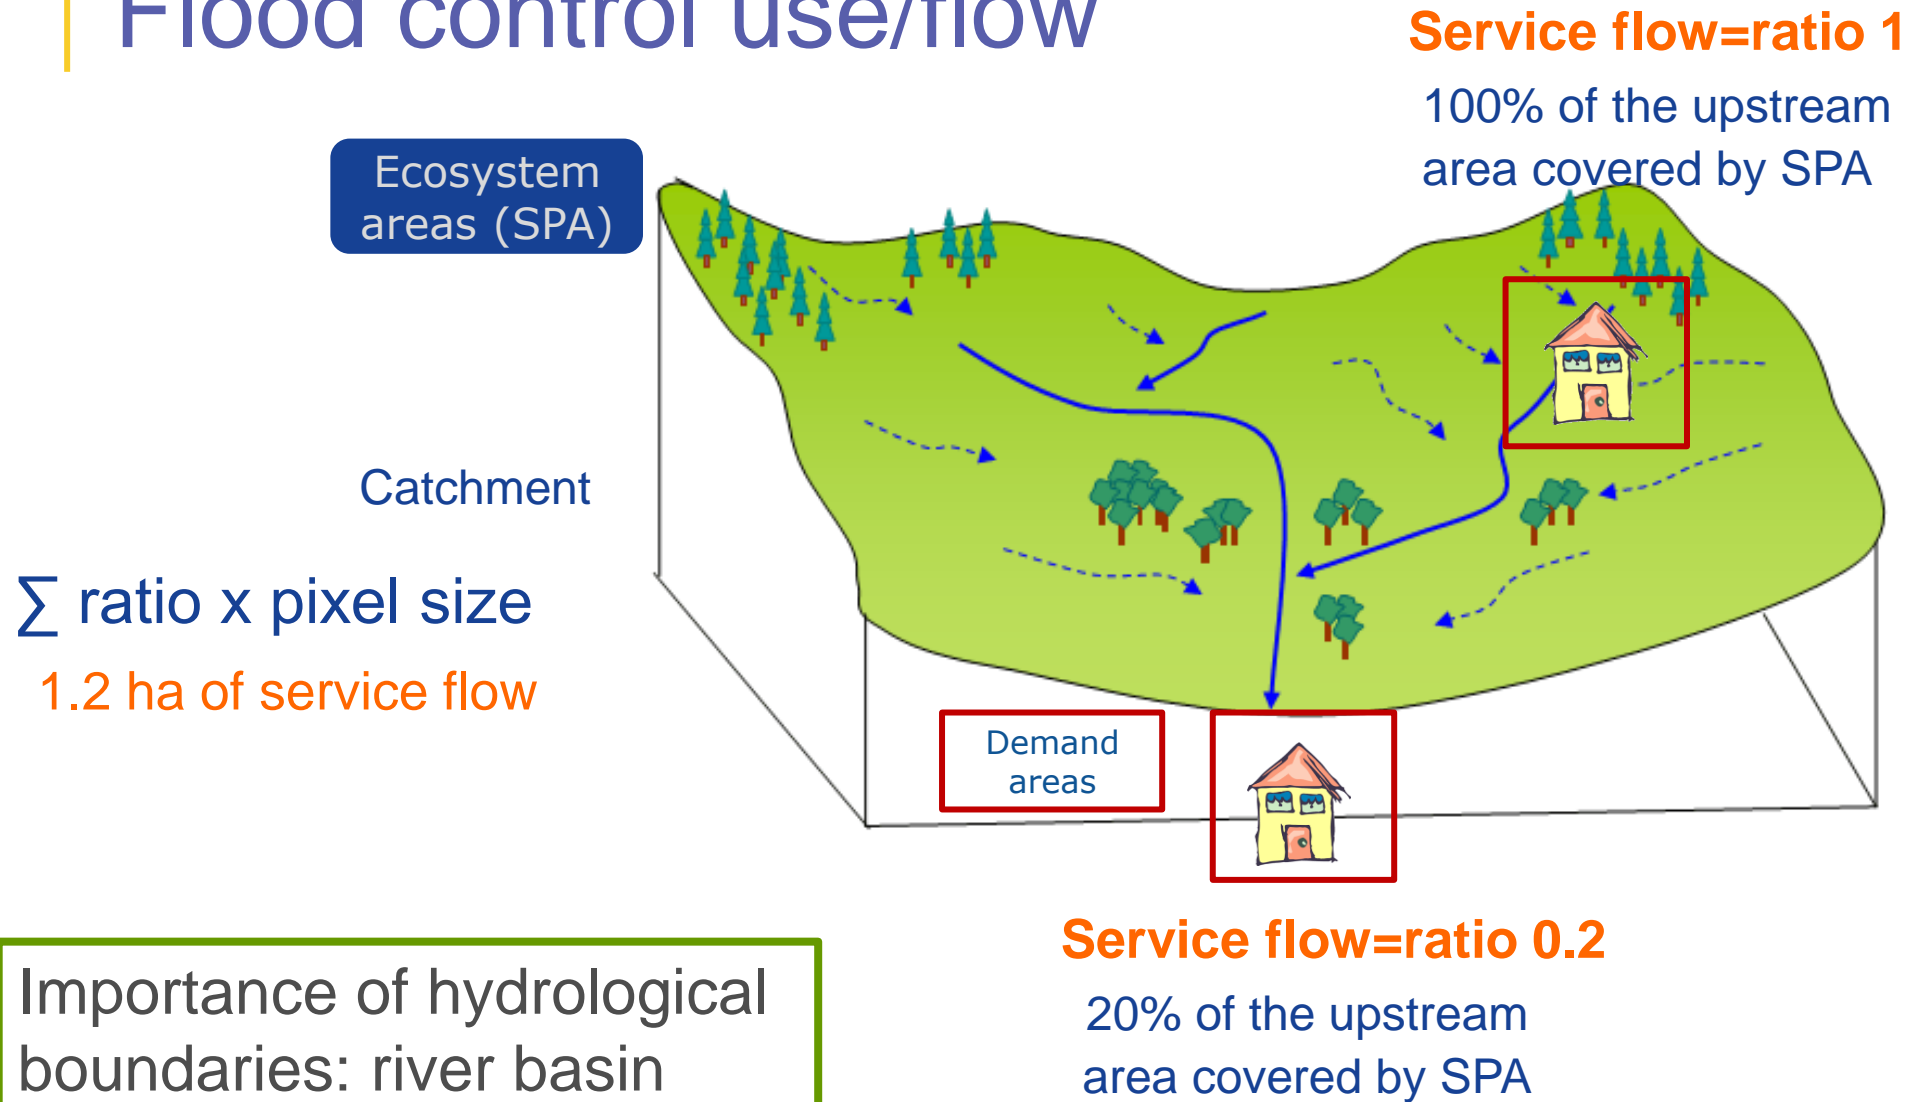 Flood control use/flow
Service flow=ratio 1
100% of the upstream
area covered by SPA
Ecosystem
areas (SPA)
Catchment
∑ ratio x pixel size
1.2 ha of service flow
Demand
areas
Service flow=ratio 0.2
20% of the upstream
area covered by SPA
Importance of hydrological
boundaries: river basin